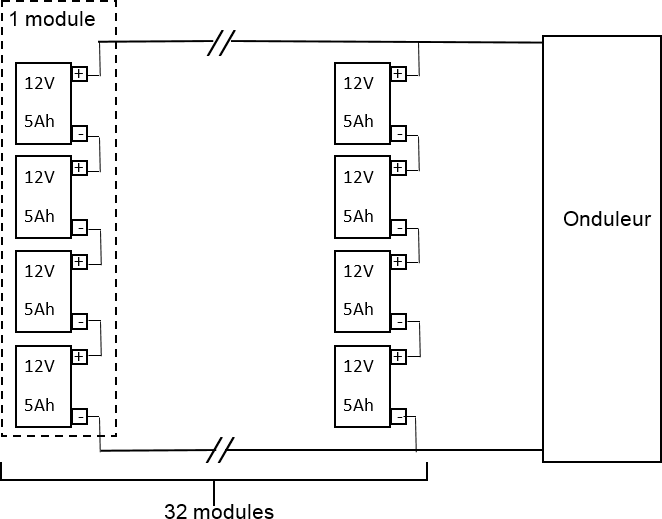 1 module
+
12V
5Ah
-
+
12V
5Ah
-
+
12V
5Ah
-
+
12V
5Ah
-
+
12V
5Ah
-
+
12V
5Ah
-
+
12V
5Ah
-
+
12V
5Ah
-
Onduleur
32 modules